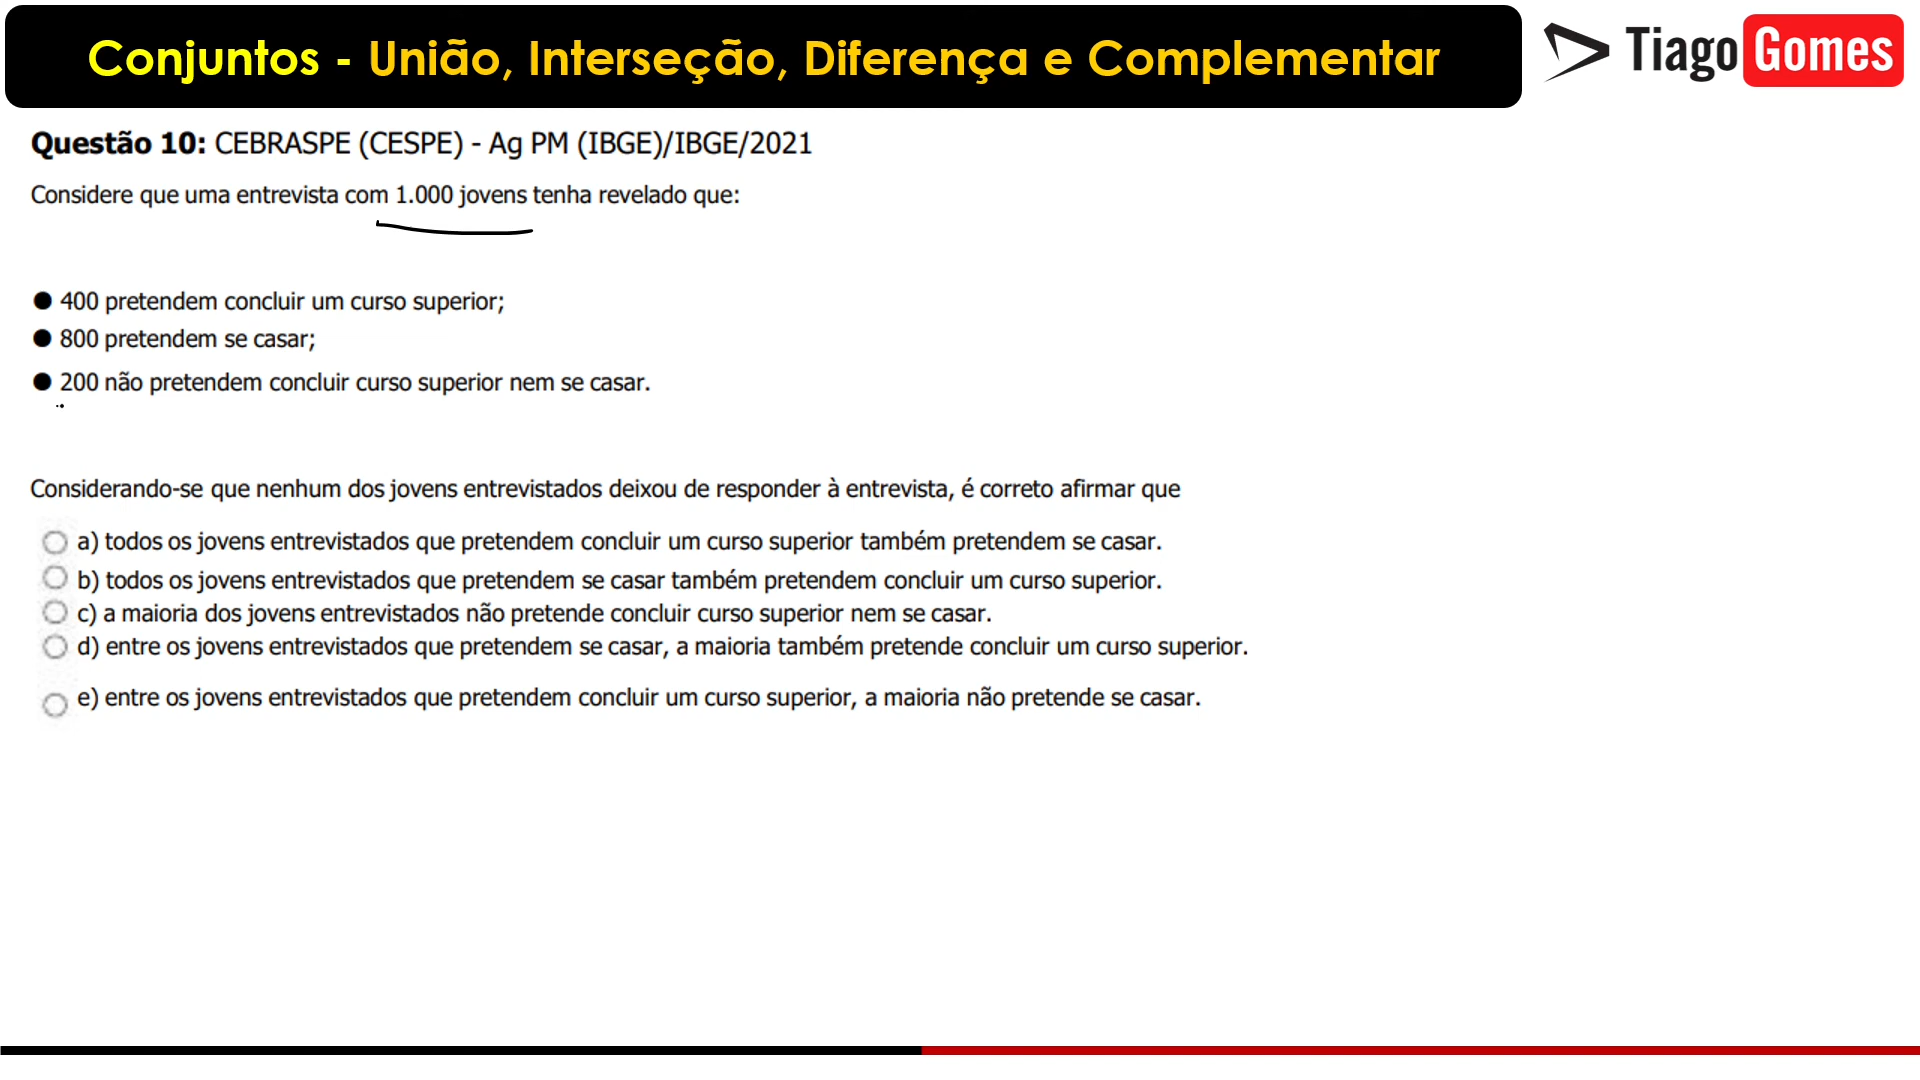 Conjuntos - União, Interseção, Diferença e Complementar
Tiago Gomes
Questão 10: CEBRASPE (CESPE) - Ag PM (IBGE)/IBGE/2021
Considere que uma entrevista com 1.000 jovens tenha revelado que:
● 400 pretendem concluir um curso superior;
● 800 pretendem se casar;
● 200 não pretendem concluir curso superior nem se casar.
Considerando-se que nenhum dos jovens entrevistados deixou de responder à entrevista, é correto afirmar que
a) todos os jovens entrevistados que pretendem concluir um curso superior também pretendem se casar.
b) todos os jovens entrevistados que pretendem se casar também pretendem concluir um curso superior.
c) a maioria dos jovens entrevistados não pretende concluir curso superior nem se casar.
d) entre os jovens entrevistados que pretendem se casar, a maioria também pretende concluir um curso superior.
e) entre os jovens entrevistados que pretendem concluir um curso superior, a maioria não pretende se casar.